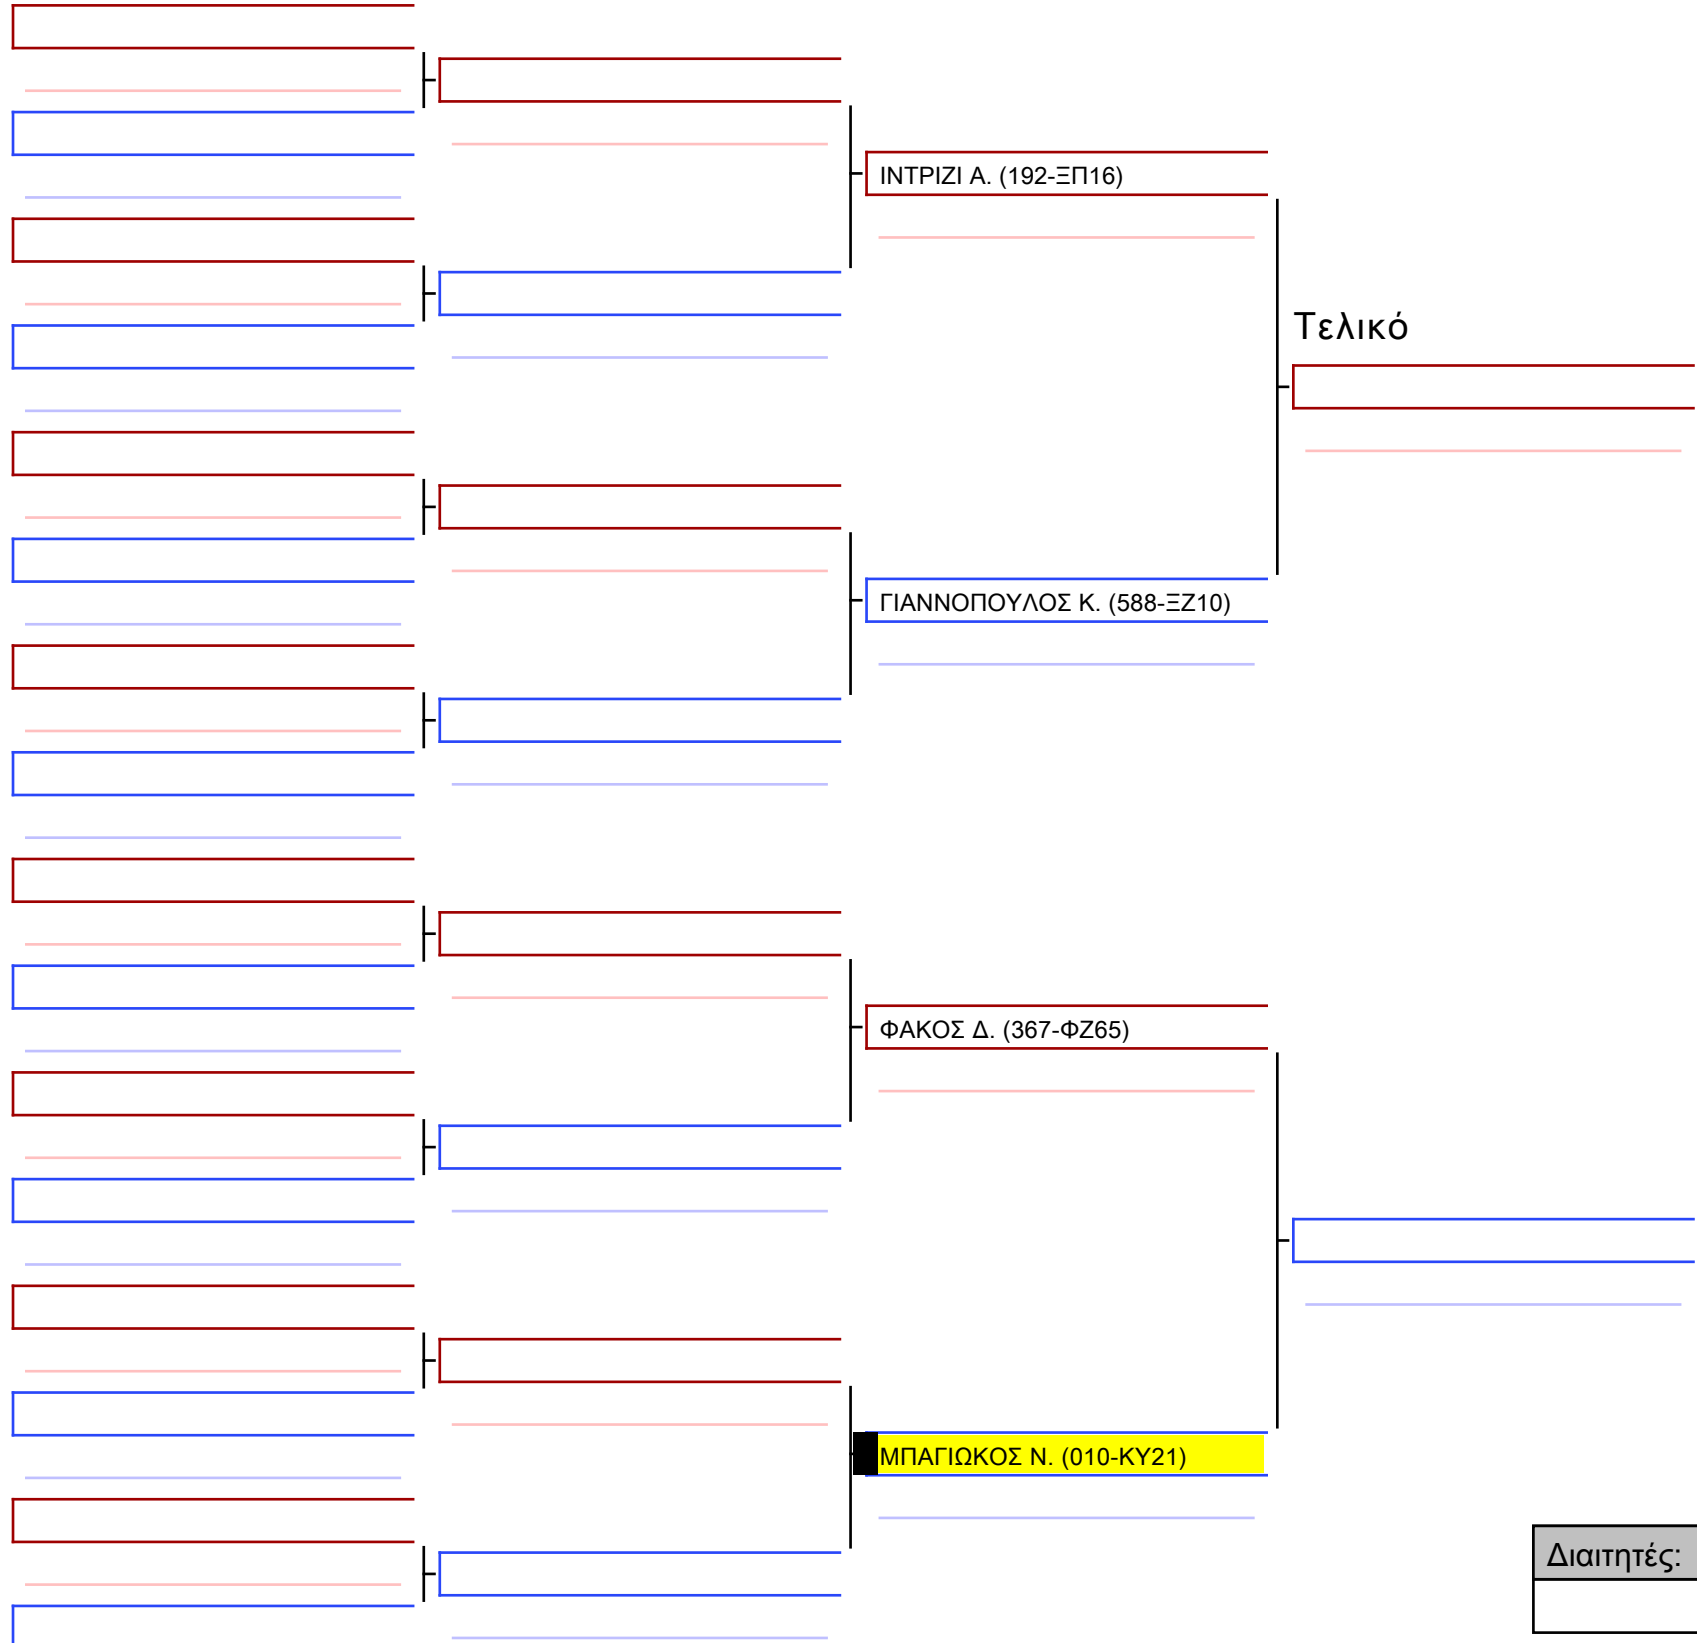 ΙΝΤΡΙΖΙ Α. (192-ΞΠ16)
Τελικό
ΓΙΑΝΝΟΠΟΥΛΟΣ Κ. (588-ΞΖ10)
ΦΑΚΟΣ Δ. (367-ΦΖ65)
ΜΠΑΓΙΩΚΟΣ Ν. (010-ΚΥ21)
Διαιτητές: